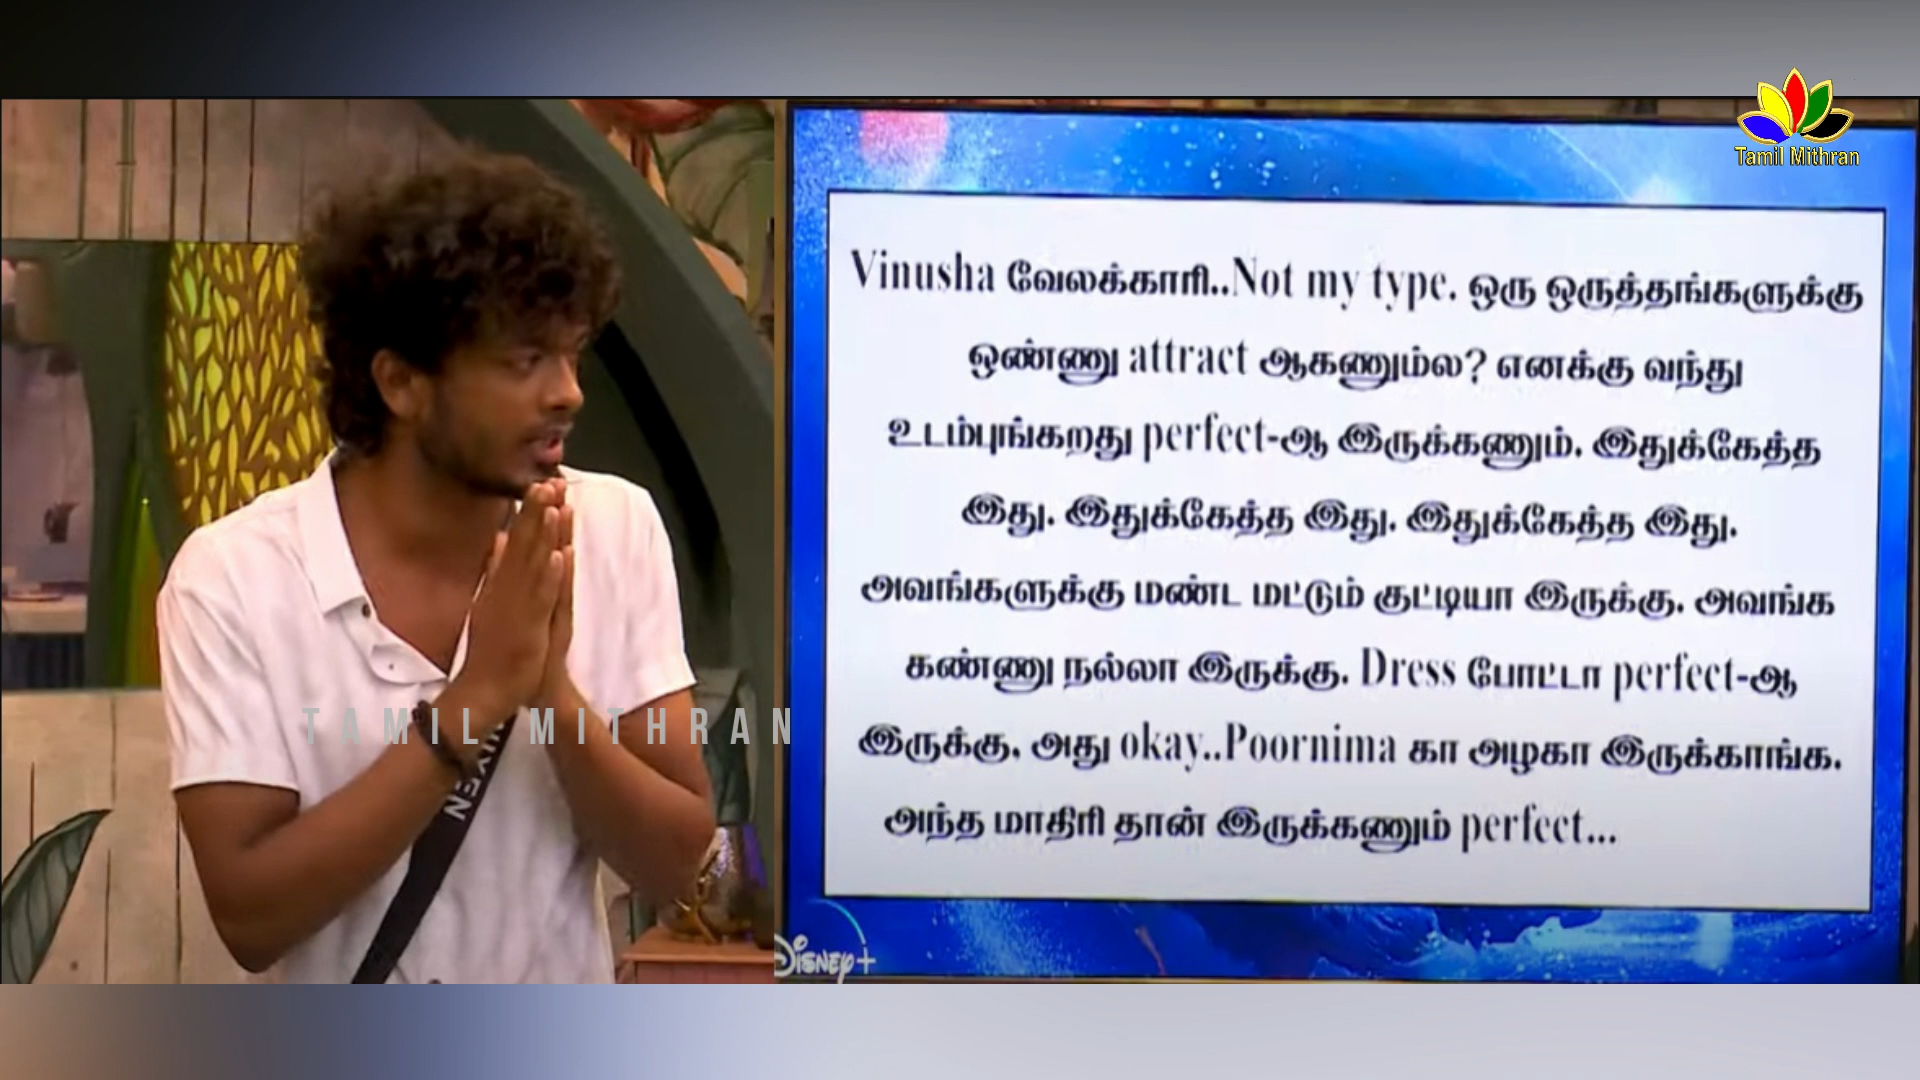 Tamil Mithran
Vinusha வேலக்காரி..Not my type. ஒரு ஒருத்தங்களுக்கு
ஒண்ணு attract ஆகணும்ல? எனக்கு வந்து
உடம்புங்கறது perfect-ஆ இருக்கணும். இதுக்கேத்த
இது. இதுக்கேத்த இது. இதுக்கேத்த இது.
அவங்களுக்கு மண்ட மட்டும் குட்டியா இருக்கு. அவங்க
கண்ணு நல்லா இருக்கு. Dress போட்டா perfect-ஆ
இருக்கு. அது okay..Poornima கா அழகா இருக்காங்க.
அந்த மாதிரி தான் இருக்கணும் perfect...
TAMIL MITHRAN
Disney+